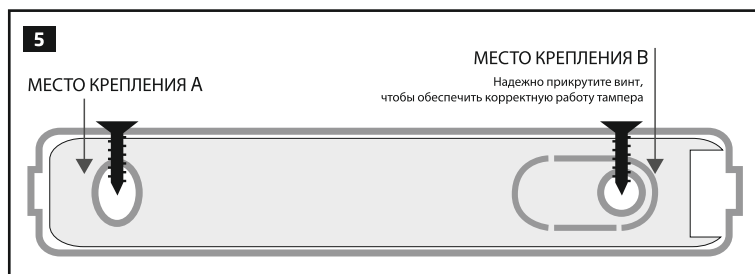 5
МЕСТО КРЕПЛЕНИЯ A
МЕСТО КРЕПЛЕНИЯ B
Надежно прикрутите винт,
чтобы обеспечить корректную работу тампера